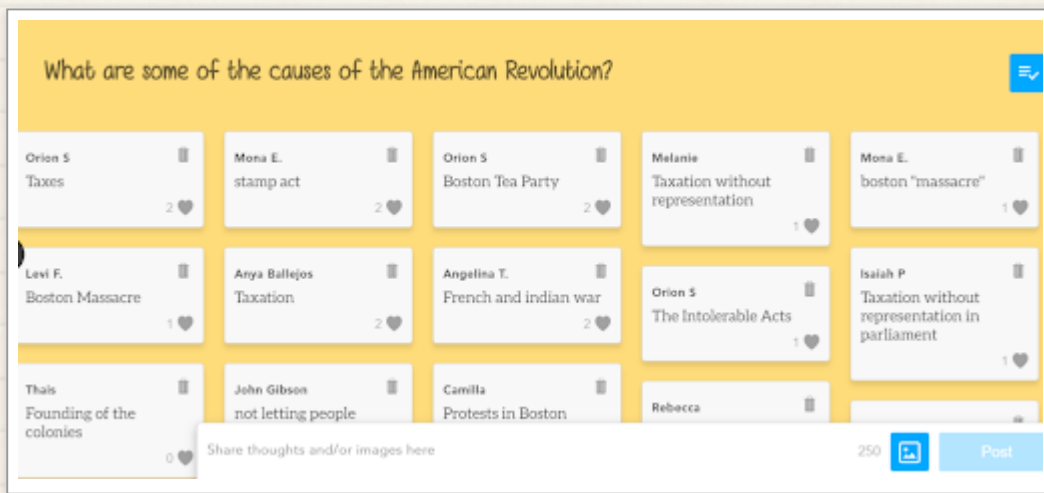 What are some of the causes of the American Revolution?
Orion S
Taxes
2
Mona E.
stamp act
2
Orion S
Boston Tea Party
2
Melanie
Taxation without
representation
1
Mona E.
boston "massacre"
1
Levi F.
Boston Massacre
1
Anya Ballejos
Taxation
2
Angelina T.
French and indian war
2
Orion S
The Intolerable Acts
1
Isaiah P
Taxation without
representation in
parliament
1
Thais
Founding of the
colonies
0
John Gibson
not letting people
Camilla
Protests in Boston
Rebecca
Share thoughts and/or images here
250
Post